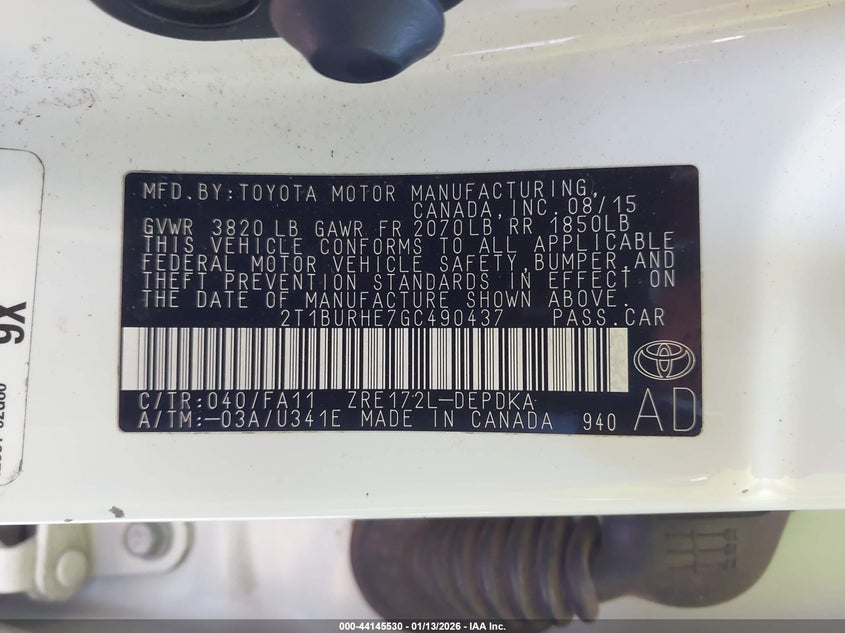 MFD. BY: TOYOTA MOTOR MANUFACTURING,
CANADA, INC. 08/15
GVWR 3820 LB GAWR FR 2070LB RR 1850LB
THIS VEHICLE CONFORMS TO ALL APPLICABLE
FEDERAL MOTOR VEHICLE SAFETY, BUMPER, AND
THEFT PREVENTION STANDARDS IN EFFECT ON
THE DATE OF MANUFACTURE SHOWN ABOVE.
2T1BURHE7GC490437 PASS. CAR
C/TR: 040/FA11 ZRE172L-DEPDKA
A/TM: -03A/U341E MADE IN CANADA 940
AD
000-44145530 - 01/13/2026 - IAA Inc.